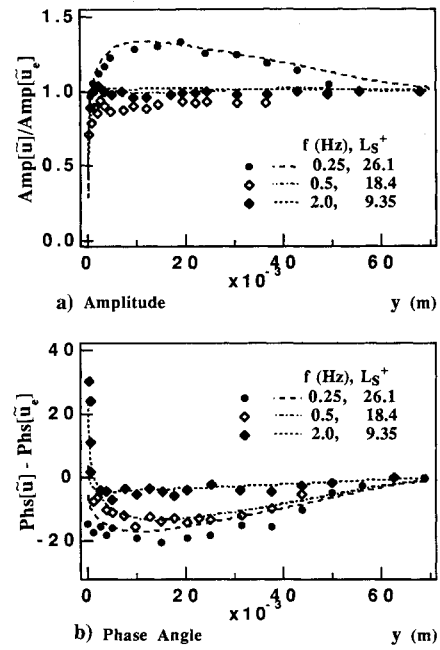 1.5
1.0
0.5
0.0
Amp[ũ]/Amp[ũₑ]
f (Hz), Ls⁺
0.25, 26.1
0.5, 18.4
2.0, 9.35
0 20 40 60
x10⁻³
a) Amplitude y (m)
40
20
0
-20
Phs[ũ] - Phs[ũₑ]
f (Hz), Ls⁺
0.25, 26.1
0.5, 18.4
2.0, 9.35
0 20 40 60
x10⁻³
b) Phase Angle y (m)